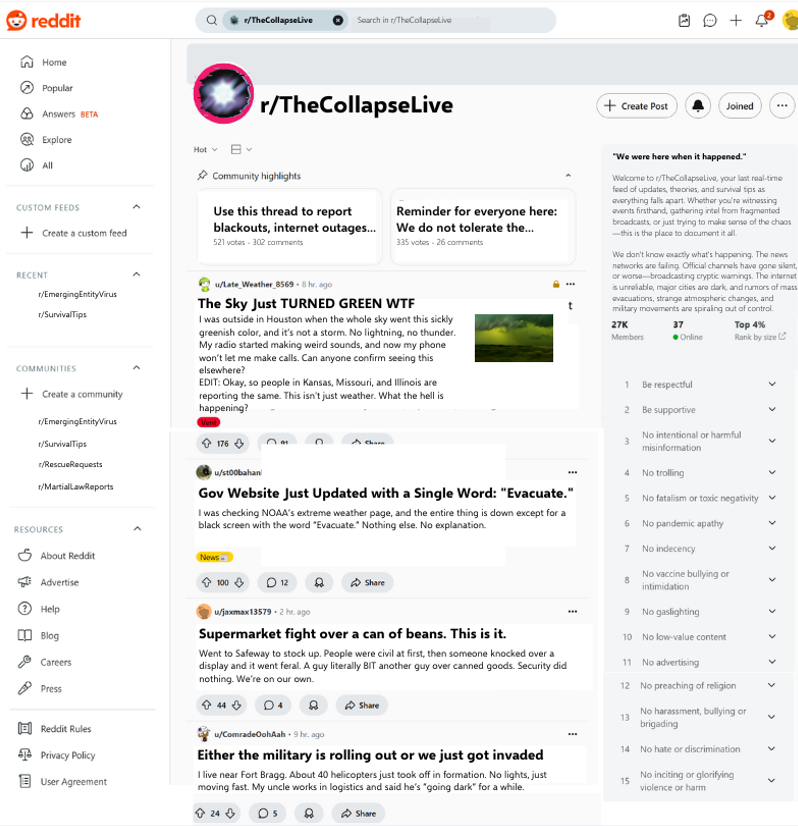 reddit
r/TheCollapseLive
Search in r/TheCollapseLive
2
Home
Popular
Answers BETA
Explore
All
CUSTOM FEEDS
Create a custom feed
RECENT
r/EmergingEntityVirus
r/SurvivalTips
COMMUNITIES
Create a community
r/EmergingEntityVirus
r/SurvivalTips
r/RescueRequests
r/MartialLawReports
RESOURCES
About Reddit
Advertise
Help
Blog
Careers
Press
Reddit Rules
Privacy Policy
User Agreement
r/TheCollapseLive
Create Post
Joined
Hot
Community highlights
Use this thread to report
blackouts, internet outages...
521 votes • 302 comments
Reminder for everyone here:
We do not tolerate the...
335 votes • 26 comments
u/Late_Weather_8569 • 8 hr. ago
The Sky Just TURNED GREEN WTF
t
I was outside in Houston when the whole sky went this sickly
greenish color, and it's not a storm. No lightning, no thunder.
My radio started making weird sounds, and now my phone
won't let me make calls. Can anyone confirm seeing this
elsewhere?
EDIT: Okay, so people in Kansas, Missouri, and Illinois are
reporting the same. This isn't just weather. What the hell is
happening?
Vent
176
91
Share
u/st00bahank
Gov Website Just Updated with a Single Word: "Evacuate."
I was checking NOAA's extreme weather page, and the entire thing is down except for a
black screen with the word "Evacuate." Nothing else. No explanation.
News
100
12
Share
u/jaxmax13579 • 2 hr. ago
Supermarket fight over a can of beans. This is it.
Went to Safeway to stock up. People were civil at first, then someone knocked over a
display and it went feral. A guy literally BIT another guy over canned goods. Security did
nothing. We're on our own.
44
4
Share
u/ComradeOohAah • 9 hr. ago
Either the military is rolling out or we just got invaded
I live near Fort Bragg. About 40 helicopters just took off in formation. No lights, just
moving fast. My uncle works in logistics and said he's "going dark" for a while.
24
5
Share
"We were here when it happened."
Welcome to r/TheCollapseLive, your last real-time
feed of updates, theories, and survival tips as
everything falls apart. Whether you're witnessing
events firsthand, gathering intel from fragmented
broadcasts, or just trying to make sense of the chaos
—this is the place to document it all.
We don't know exactly what's happening. The news
networks are failing. Official channels have gone silent,
or worse—broadcasting cryptic warnings. The internet
is unreliable, major cities are dark, and rumors of mass
evacuations, strange atmospheric changes, and
military movements are spiraling out of control.
27K
Members
37
Online
Top 4%
Rank by size
1 Be respectful
2 Be supportive
3 No intentional or harmful
misinformation
4 No trolling
5 No fatalism or toxic negativity
6 No pandemic apathy
7 No indecency
8 No vaccine bullying or
intimidation
9 No gaslighting
10 No low-value content
11 No advertising
12 No preaching of religion
13 No harassment, bullying or
brigading
14 No hate or discrimination
15 No inciting or glorifying
violence or harm